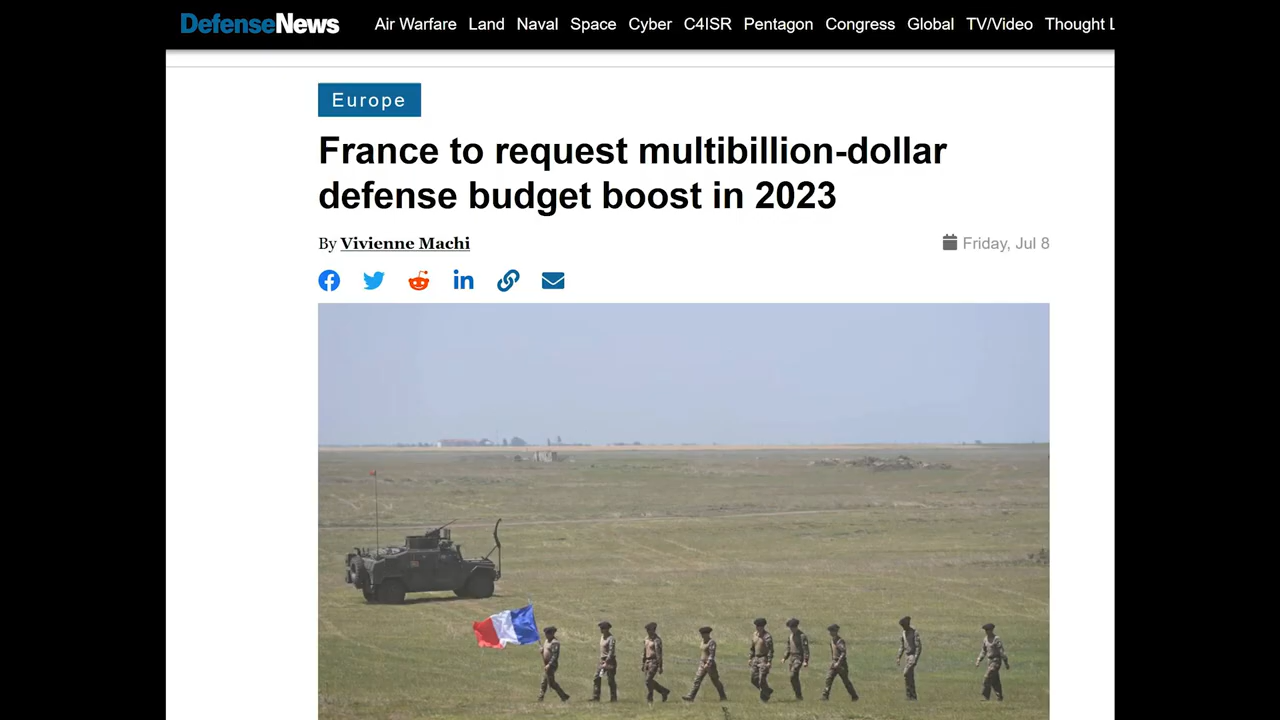 DefenseNews Air Warfare Land Naval Space Cyber C4ISR Pentagon Congress Global TV/Video Thought L
Europe
France to request multibillion-dollar
defense budget boost in 2023
By Vivienne Machi Friday, Jul 8